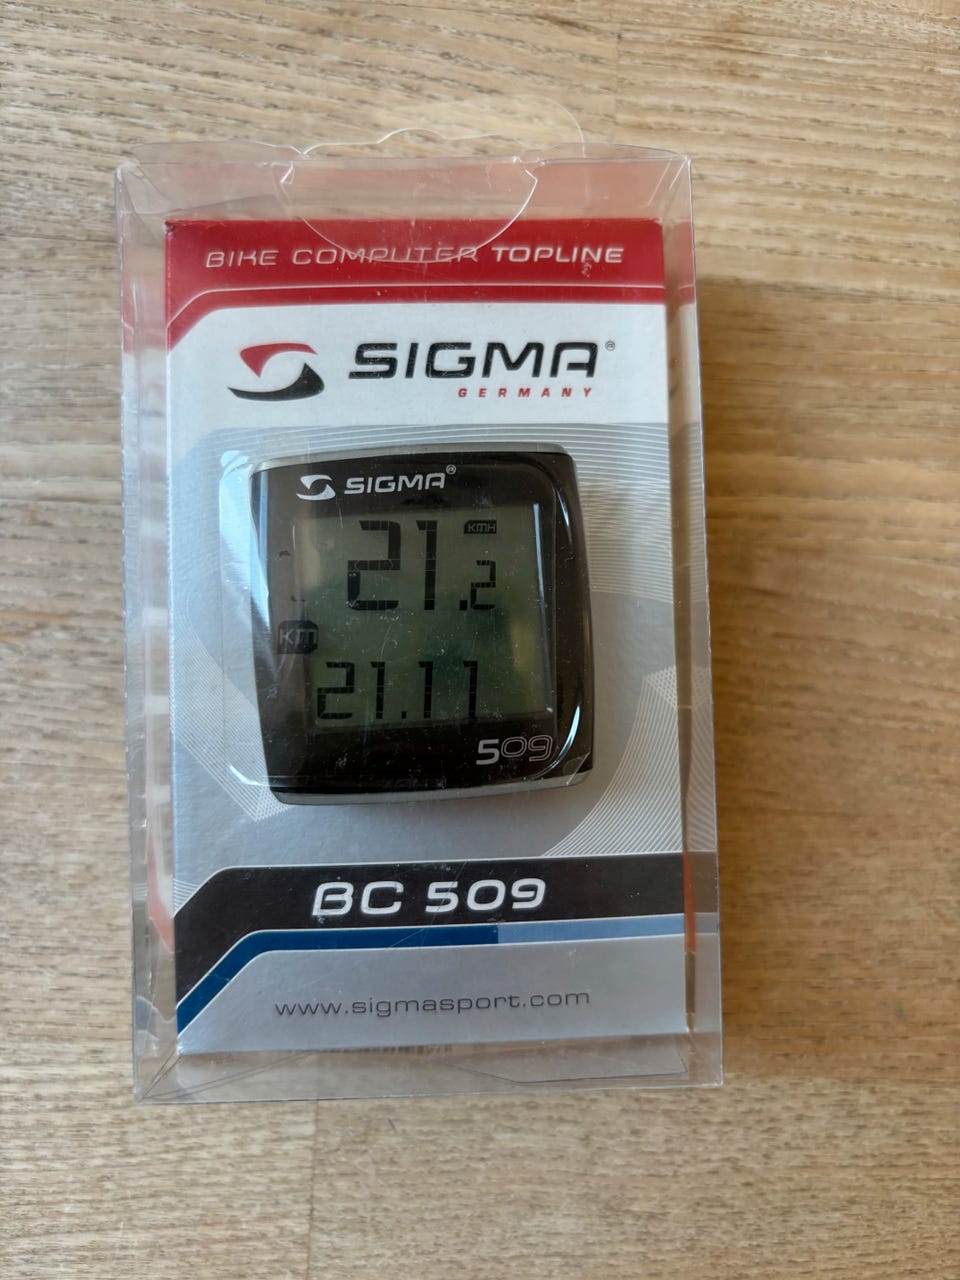 BIKE COMPUTER TOPLINE
SIGMA®
GERMANY
SIGMA®
KMH
21.2
KM
21.11
509
BC 509
www.sigmasport.com